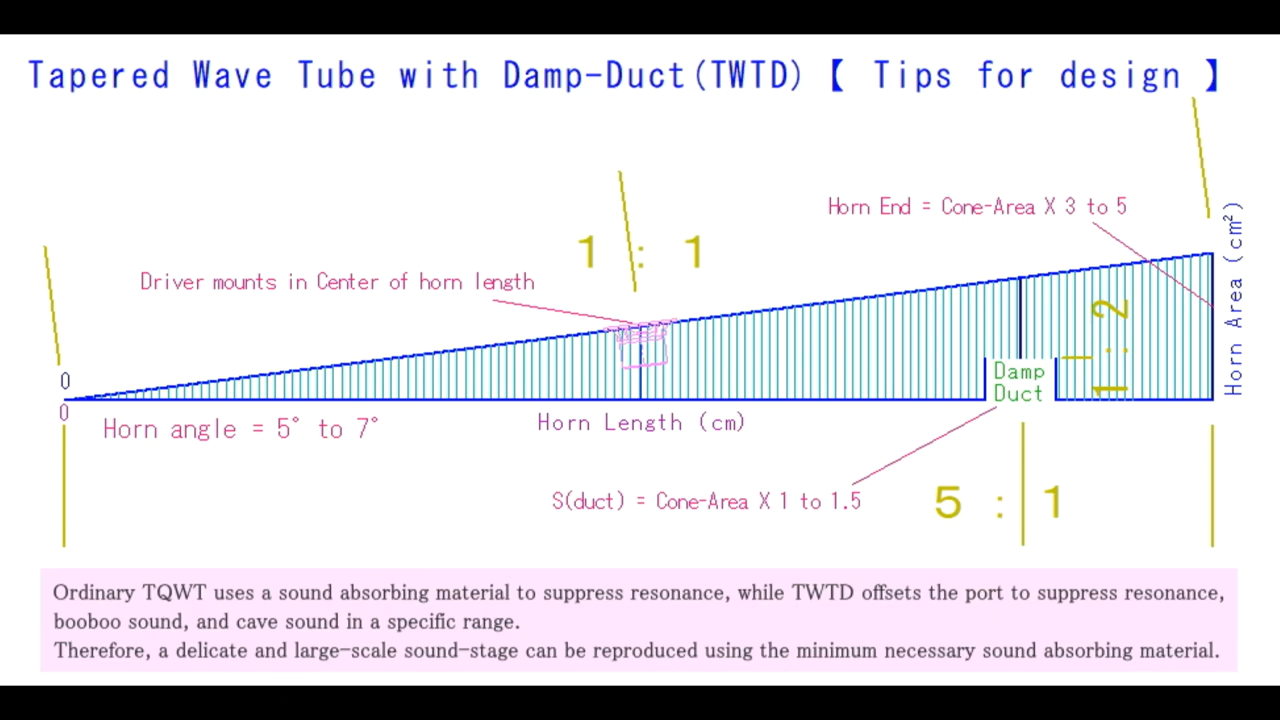 Tapered Wave Tube with Damp-Duct(TWTD)【 Tips for design 】
Horn End = Cone-Area X 3 to 5
1 : 1
Driver mounts in Center of horn length
Horn Area (cm²)
1 : 2
0
0
Damp
Duct
Horn angle = 5° to 7°
Horn Length (cm)
S(duct) = Cone-Area X 1 to 1.5
5 : 1
Ordinary TQWT uses a sound absorbing material to suppress resonance, while TWTD offsets the port to suppress resonance,
booboo sound, and cave sound in a specific range.
Therefore, a delicate and large-scale sound-stage can be reproduced using the minimum necessary sound absorbing material.